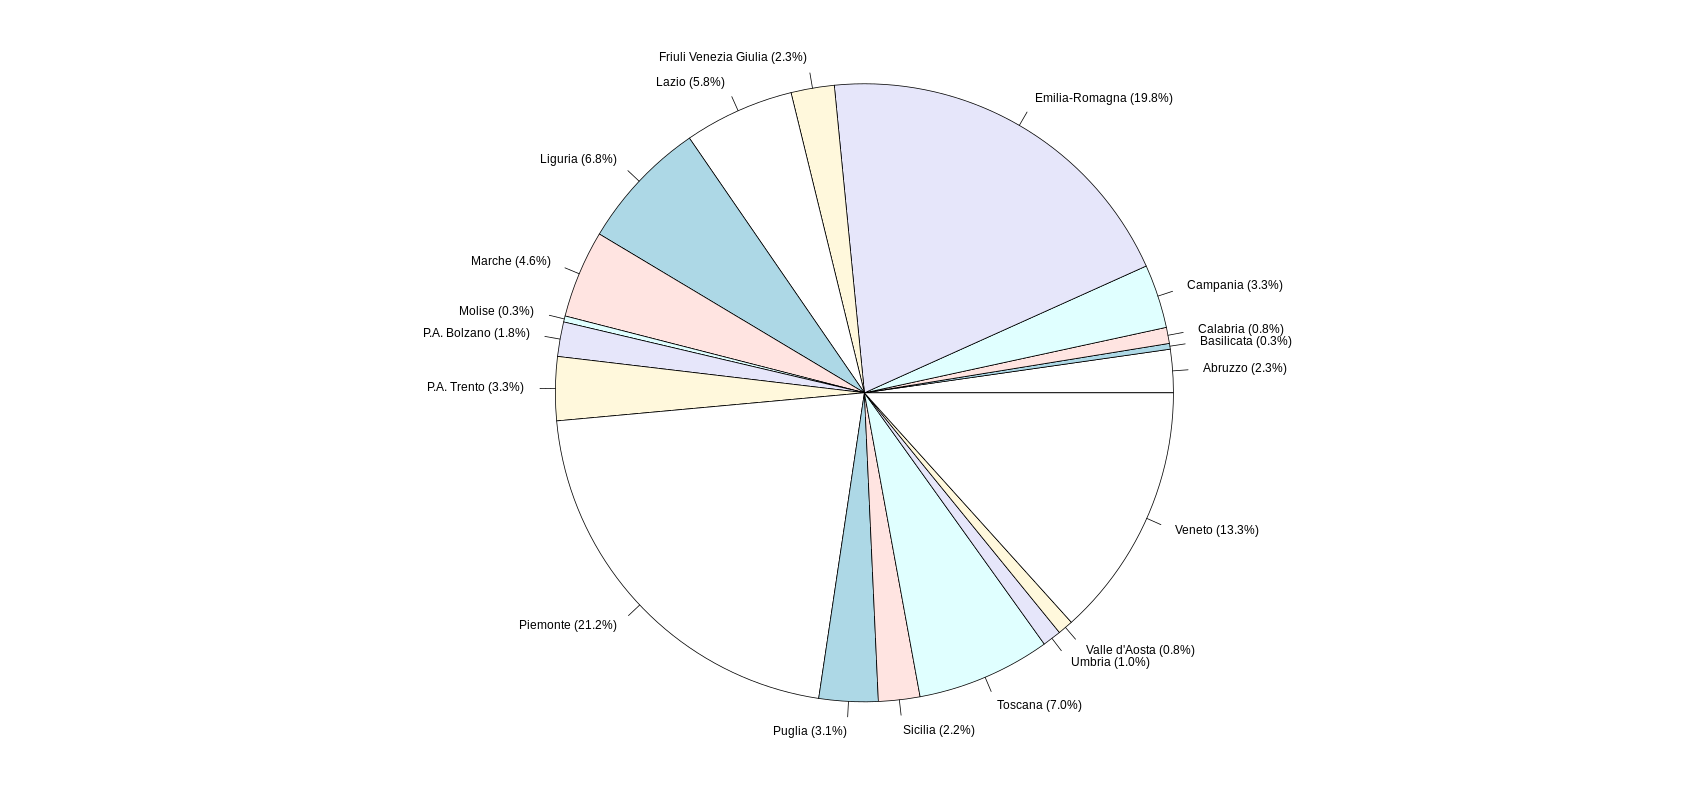 Friuli Venezia Giulia (2.3%)
Lazio (5.8%)
Emilia-Romagna (19.8%)
Liguria (6.8%)
Marche (4.6%)
Campania (3.3%)
Molise (0.3%)
Calabria (0.8%)
P.A. Bolzano (1.8%)
Basilicata (0.3%)
Abruzzo (2.3%)
P.A. Trento (3.3%)
Veneto (13.3%)
Piemonte (21.2%)
Valle d'Aosta (0.8%)
Umbria (1.0%)
Toscana (7.0%)
Puglia (3.1%)
Sicilia (2.2%)